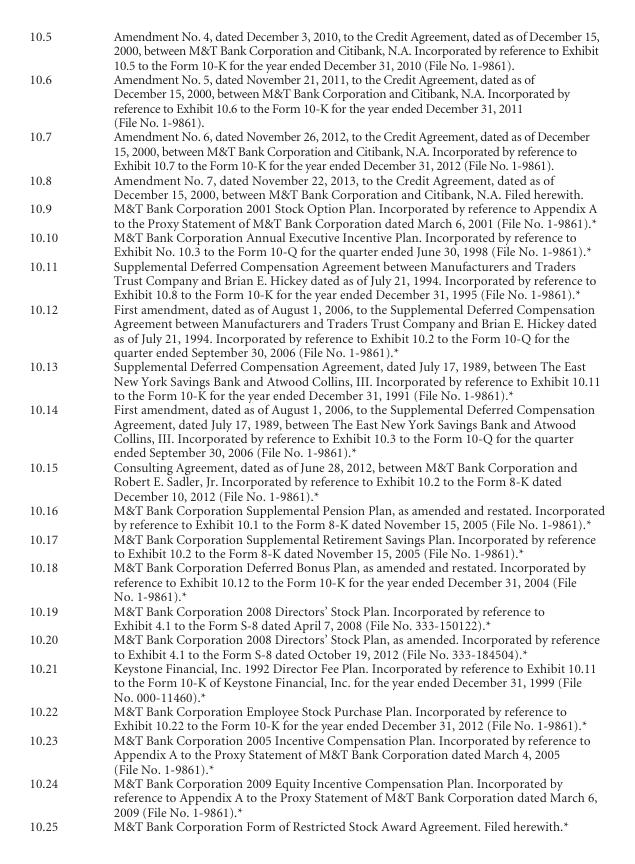 10.5 Amendment No. 4, dated December 3, 2010, to the Credit Agreement, dated as of December 15,
2000, between M&T Bank Corporation and Citibank, N.A. Incorporated by reference to Exhibit
10.5 to the Form 10-K for the year ended December 31, 2010 (File No. 1-9861).
10.6 Amendment No. 5, dated November 21, 2011, to the Credit Agreement, dated as of
December 15, 2000, between M&T Bank Corporation and Citibank, N.A. Incorporated by
reference to Exhibit 10.6 to the Form 10-K for the year ended December 31, 2011
(File No. 1-9861).
10.7 Amendment No. 6, dated November 26, 2012, to the Credit Agreement, dated as of December
15, 2000, between M&T Bank Corporation and Citibank, N.A. Incorporated by reference to
Exhibit 10.7 to the Form 10-K for the year ended December 31, 2012 (File No. 1-9861).
10.8 Amendment No. 7, dated November 22, 2013, to the Credit Agreement, dated as of
December 15, 2000, between M&T Bank Corporation and Citibank, N.A. Filed herewith.
10.9 M&T Bank Corporation 2001 Stock Option Plan. Incorporated by reference to Appendix A
to the Proxy Statement of M&T Bank Corporation dated March 6, 2001 (File No. 1-9861).*
10.10 M&T Bank Corporation Annual Executive Incentive Plan. Incorporated by reference to
Exhibit No. 10.3 to the Form 10-Q for the quarter ended June 30, 1998 (File No. 1-9861).*
10.11 Supplemental Deferred Compensation Agreement between Manufacturers and Traders
Trust Company and Brian E. Hickey dated as of July 21, 1994. Incorporated by reference to
Exhibit 10.8 to the Form 10-K for the year ended December 31, 1995 (File No. 1-9861).*
10.12 First amendment, dated as of August 1, 2006, to the Supplemental Deferred Compensation
Agreement between Manufacturers and Traders Trust Company and Brian E. Hickey dated
as of July 21, 1994. Incorporated by reference to Exhibit 10.2 to the Form 10-Q for the
quarter ended September 30, 2006 (File No. 1-9861).*
10.13 Supplemental Deferred Compensation Agreement, dated July 17, 1989, between The East
New York Savings Bank and Atwood Collins, III. Incorporated by reference to Exhibit 10.11
to the Form 10-K for the year ended December 31, 1991 (File No. 1-9861).*
10.14 First amendment, dated as of August 1, 2006, to the Supplemental Deferred Compensation
Agreement, dated July 17, 1989, between The East New York Savings Bank and Atwood
Collins, III. Incorporated by reference to Exhibit 10.3 to the Form 10-Q for the quarter
ended September 30, 2006 (File No. 1-9861).*
10.15 Consulting Agreement, dated as of June 28, 2012, between M&T Bank Corporation and
Robert E. Sadler, Jr. Incorporated by reference to Exhibit 10.2 to the Form 8-K dated
December 10, 2012 (File No. 1-9861).*
10.16 M&T Bank Corporation Supplemental Pension Plan, as amended and restated. Incorporated
by reference to Exhibit 10.1 to the Form 8-K dated November 15, 2005 (File No. 1-9861).*
10.17 M&T Bank Corporation Supplemental Retirement Savings Plan. Incorporated by reference
to Exhibit 10.2 to the Form 8-K dated November 15, 2005 (File No. 1-9861).*
10.18 M&T Bank Corporation Deferred Bonus Plan, as amended and restated. Incorporated by
reference to Exhibit 10.12 to the Form 10-K for the year ended December 31, 2004 (File
No. 1-9861).*
10.19 M&T Bank Corporation 2008 Directors’ Stock Plan. Incorporated by reference to
Exhibit 4.1 to the Form S-8 dated April 7, 2008 (File No. 333-150122).*
10.20 M&T Bank Corporation 2008 Directors’ Stock Plan, as amended. Incorporated by reference
to Exhibit 4.1 to the Form S-8 dated October 19, 2012 (File No. 333-184504).*
10.21 Keystone Financial, Inc. 1992 Director Fee Plan. Incorporated by reference to Exhibit 10.11
to the Form 10-K of Keystone Financial, Inc. for the year ended December 31, 1999 (File
No. 000-11460).*
10.22 M&T Bank Corporation Employee Stock Purchase Plan. Incorporated by reference to
Exhibit 10.22 to the Form 10-K for the year ended December 31, 2012 (File No. 1-9861).*
10.23 M&T Bank Corporation 2005 Incentive Compensation Plan. Incorporated by reference to
Appendix A to the Proxy Statement of M&T Bank Corporation dated March 4, 2005
(File No. 1-9861).*
10.24 M&T Bank Corporation 2009 Equity Incentive Compensation Plan. Incorporated by
reference to Appendix A to the Proxy Statement of M&T Bank Corporation dated March 6,
2009 (File No. 1-9861).*
10.25 M&T Bank Corporation Form of Restricted Stock Award Agreement. Filed herewith.*